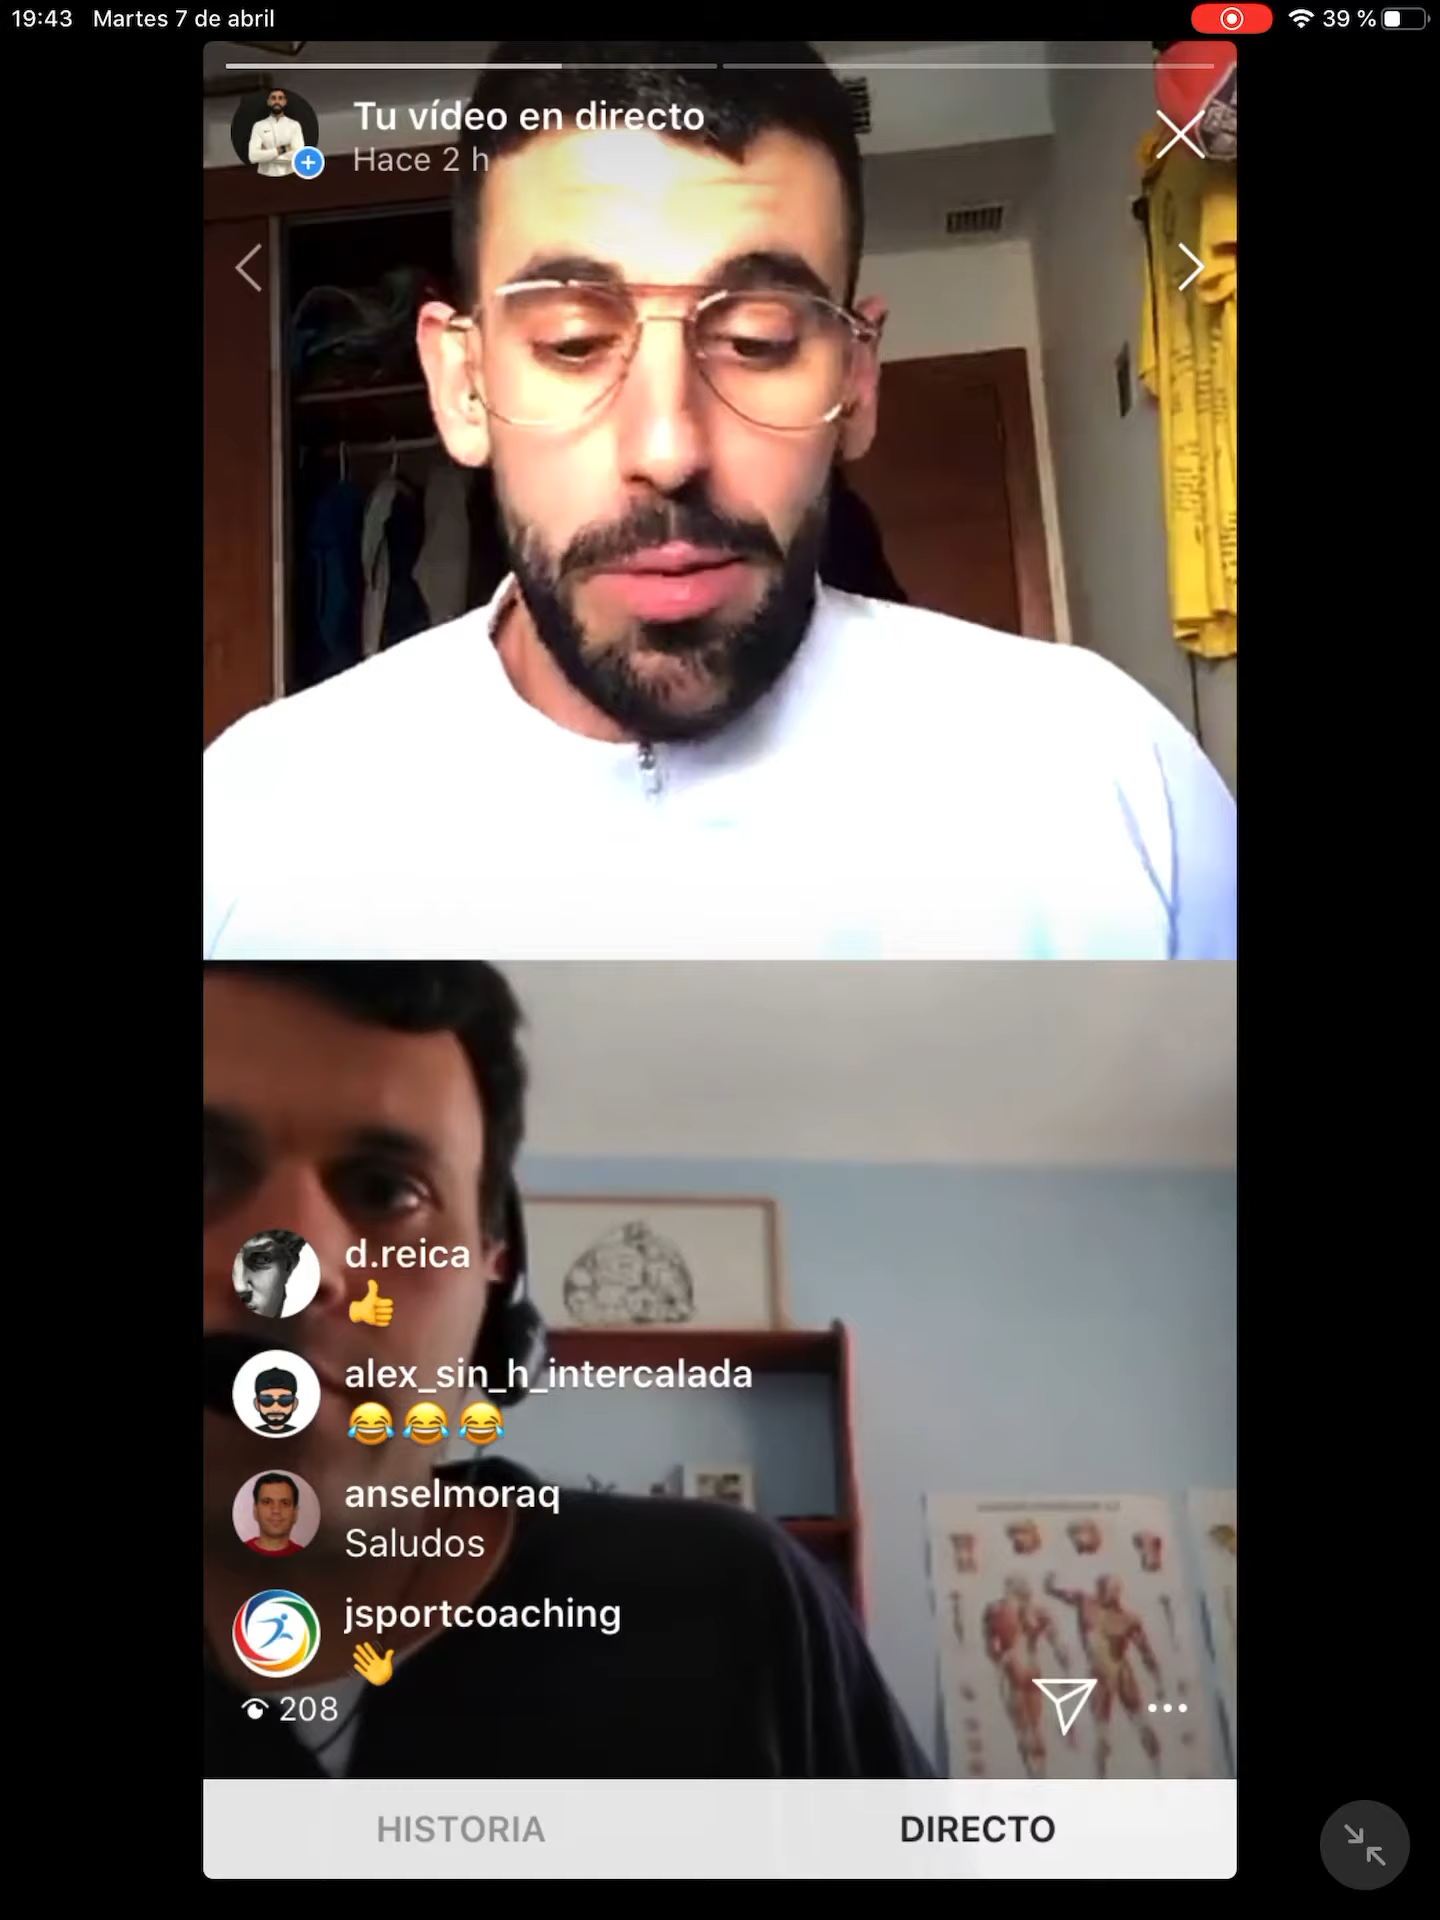 19:43 Martes 7 de abril
39 %
Tu vídeo en directo
Hace 2 h
d.reica
👍
alex_sin_h_intercalada
😂😂😂
anselmoraq
Saludos
jsportcoaching
👋
208
HISTORIA
DIRECTO